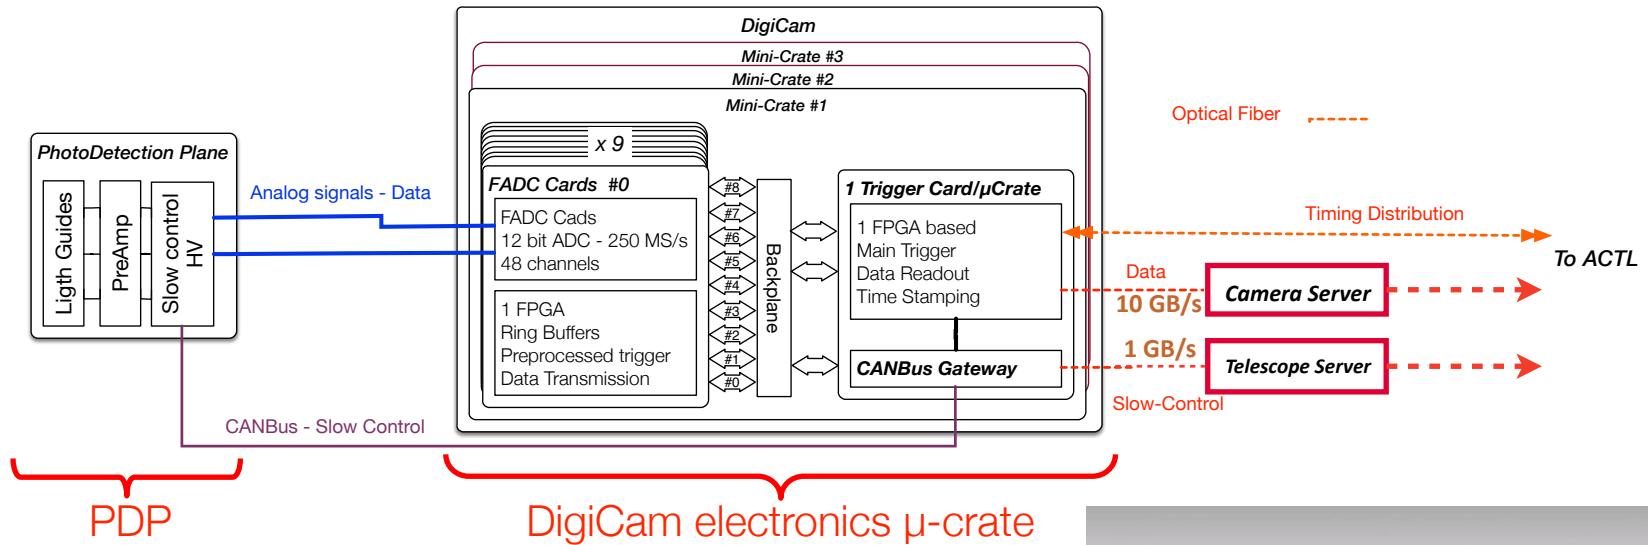 DigiCam
Mini-Crate #3
Mini-Crate #2
Mini-Crate #1
Optical Fiber
x 9
PhotoDetection Plane
Ligth Guides
PreAmp
Slow control
HV
Analog signals - Data
FADC Cards #0
FADC Cads
12 bit ADC - 250 MS/s
48 channels
1 FPGA
Ring Buffers
Preprocessed trigger
Data Transmission
#8
#7
#6
#5
#4
#3
#2
#1
#0
Backplane
1 Trigger Card/µCrate
1 FPGA based
Main Trigger
Data Readout
Time Stamping
CANBus Gateway
Timing Distribution
To ACTL
Data
10 GB/s
Camera Server
1 GB/s
Telescope Server
Slow-Control
CANBus - Slow Control
PDP
DigiCam electronics µ-crate